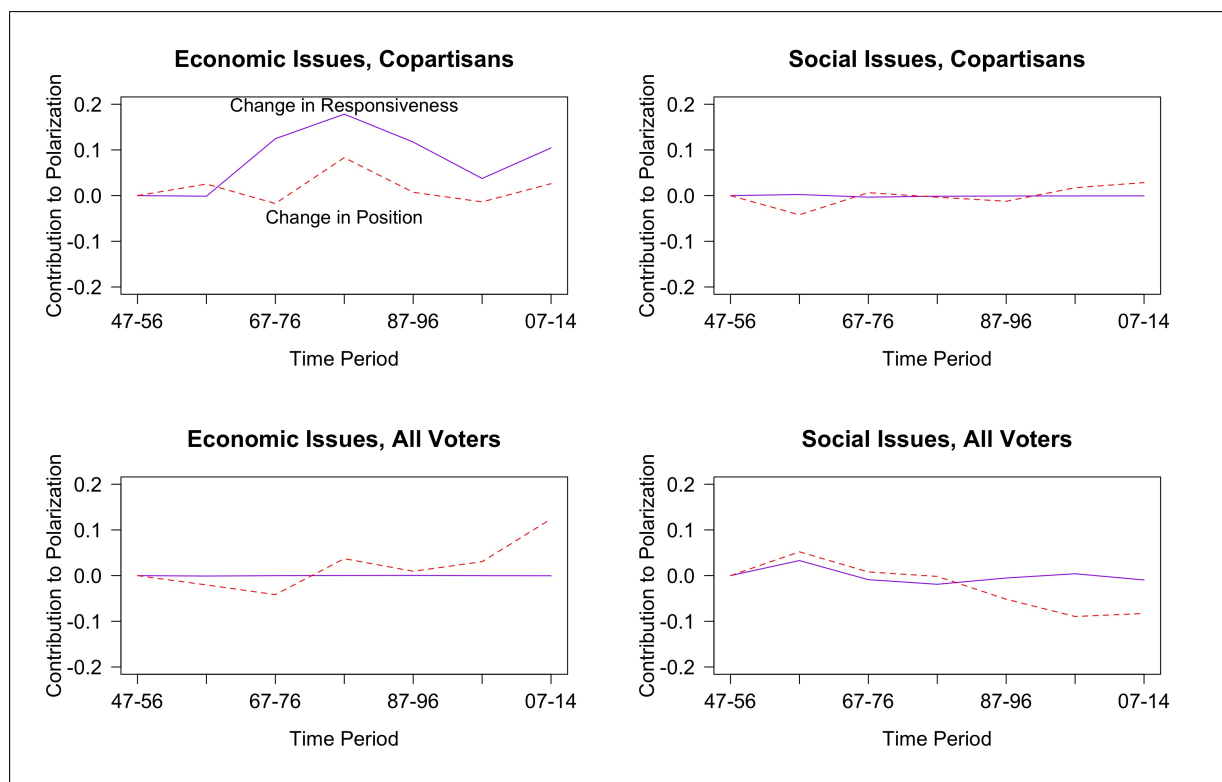 Economic Issues, Copartisans
Contribution to Polarization
0.2
0.1
0.0
-0.1
-0.2
Change in Responsiveness
Change in Position
47-56
67-76
87-96
07-14
Time Period
Social Issues, Copartisans
Contribution to Polarization
0.2
0.1
0.0
-0.1
-0.2
47-56
67-76
87-96
07-14
Time Period
Economic Issues, All Voters
Contribution to Polarization
0.2
0.1
0.0
-0.1
-0.2
47-56
67-76
87-96
07-14
Time Period
Social Issues, All Voters
Contribution to Polarization
0.2
0.1
0.0
-0.1
-0.2
47-56
67-76
87-96
07-14
Time Period